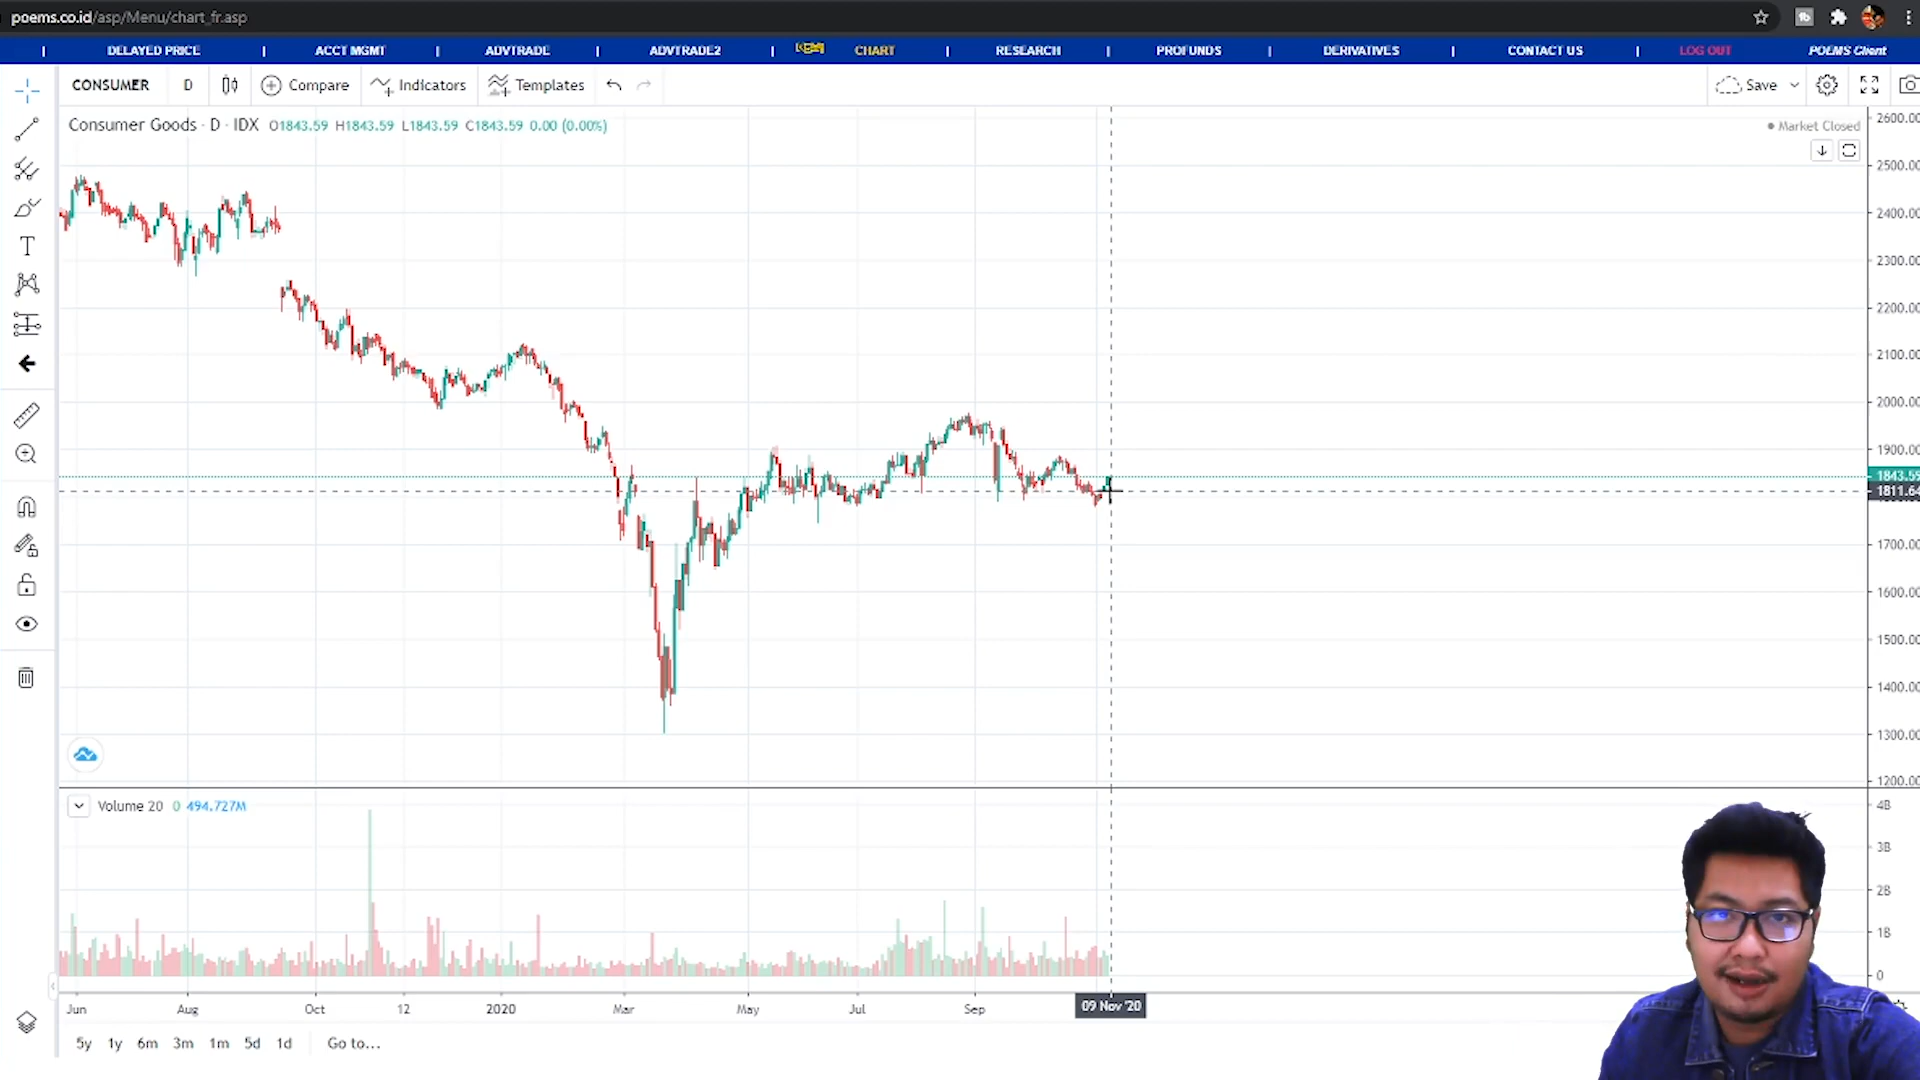 poems.co.id/asp/Menu/chart_fr.asp
| DELAYED PRICE | ACCT MGMT | ADVTRADE | ADVTRADE2 | CHART | RESEARCH | PROFUNDS | DERIVATIVES | CONTACT US | LOG OUT POEMS Client
CONSUMER D Compare Indicators Templates Save
Consumer Goods · D · IDX O1843.59 H1843.59 L1843.59 C1843.59 0.00 (0.00%)
Market Closed
2600.00
2500.00
2400.00
2300.00
2200.00
2100.00
2000.00
1900.00
1843.59
1811.64
1700.00
1600.00
1500.00
1400.00
1300.00
1200.00
Volume 20 0 494.727M
4B
3B
2B
1B
0
Jun Aug Oct 12 2020 Mar May Jul Sep 09 Nov '20
5y 1y 6m 3m 1m 5d 1d Go to...